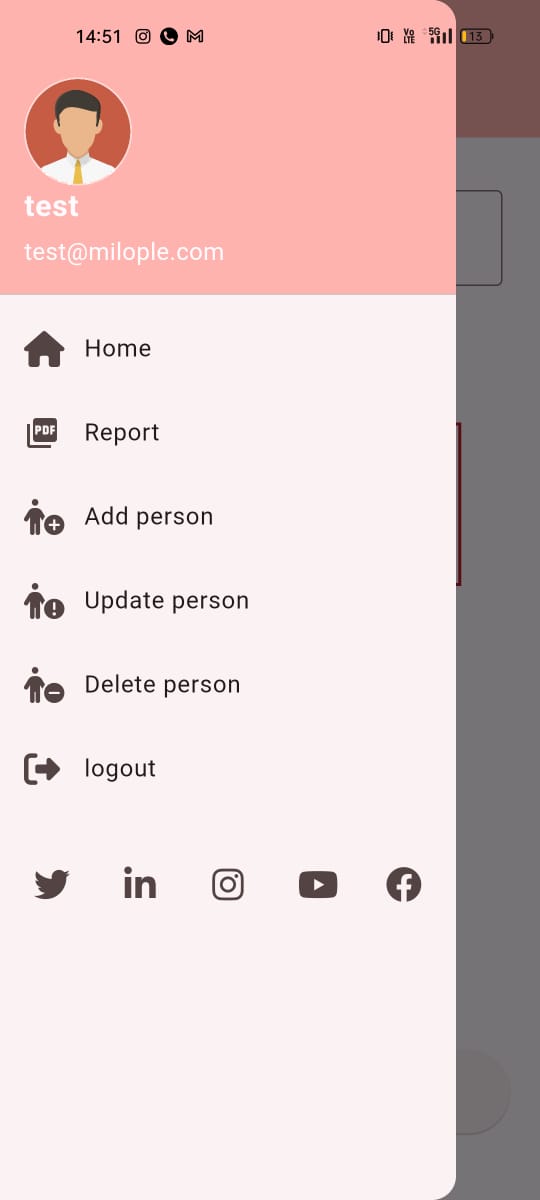 14:51 Vo LTE 5G 13
test
test@milople.com
Home
PDF Report
Add person
Update person
Delete person
logout
in